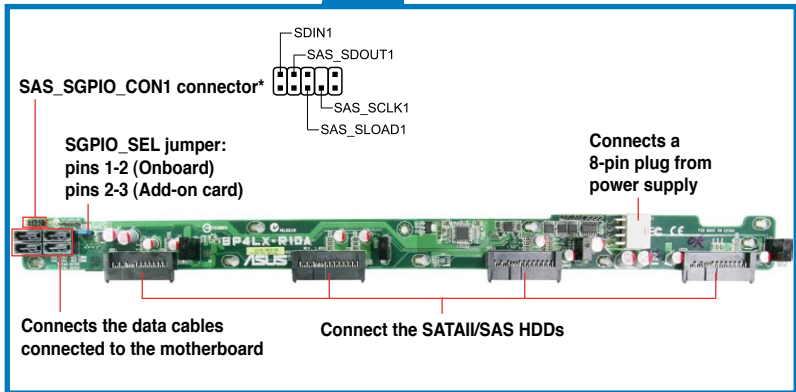 SDIN1
SAS_SDOUT1
SAS_SGPIO_CON1 connector*
SAS_SCLK1
SAS_SLOAD1
SGPIO_SEL jumper:
pins 1-2 (Onboard)
pins 2-3 (Add-on card)
Connects a
8-pin plug from
power supply
BP4LX-R10A
ASUS
Connects the data cables
connected to the motherboard
Connect the SATAII/SAS HDDs